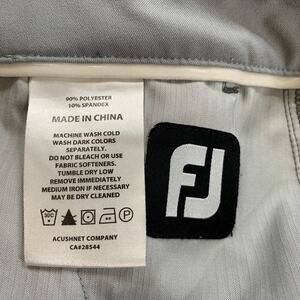 90% POLYESTER
10% SPANDEX
MADE IN CHINA
MACHINE WASH COLD
WASH DARK COLORS
SEPARATELY.
DO NOT BLEACH OR USE
FABRIC SOFTENERS.
TUMBLE DRY LOW
REMOVE IMMEDIATELY
MEDIUM IRON IF NECESSARY
MAY BE DRY CLEANED
30C
ACUSHNET COMPANY
CA#28544
FJ